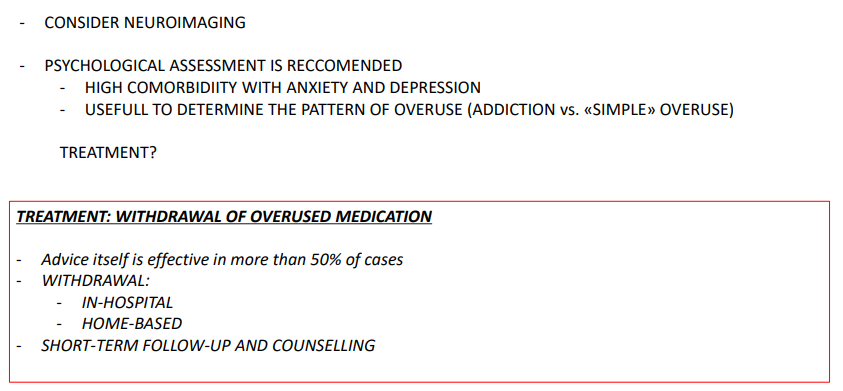 - CONSIDER NEUROIMAGING
- PSYCHOLOGICAL ASSESSMENT IS RECCOMENDED
- HIGH COMORBIDIITY WITH ANXIETY AND DEPRESSION
- USEFULL TO DETERMINE THE PATTERN OF OVERUSE (ADDICTION vs. «SIMPLE» OVERUSE)
TREATMENT?
TREATMENT: WITHDRAWAL OF OVERUSED MEDICATION
- Advice itself is effective in more than 50% of cases
- WITHDRAWAL:
- IN-HOSPITAL
- HOME-BASED
- SHORT-TERM FOLLOW-UP AND COUNSELLING